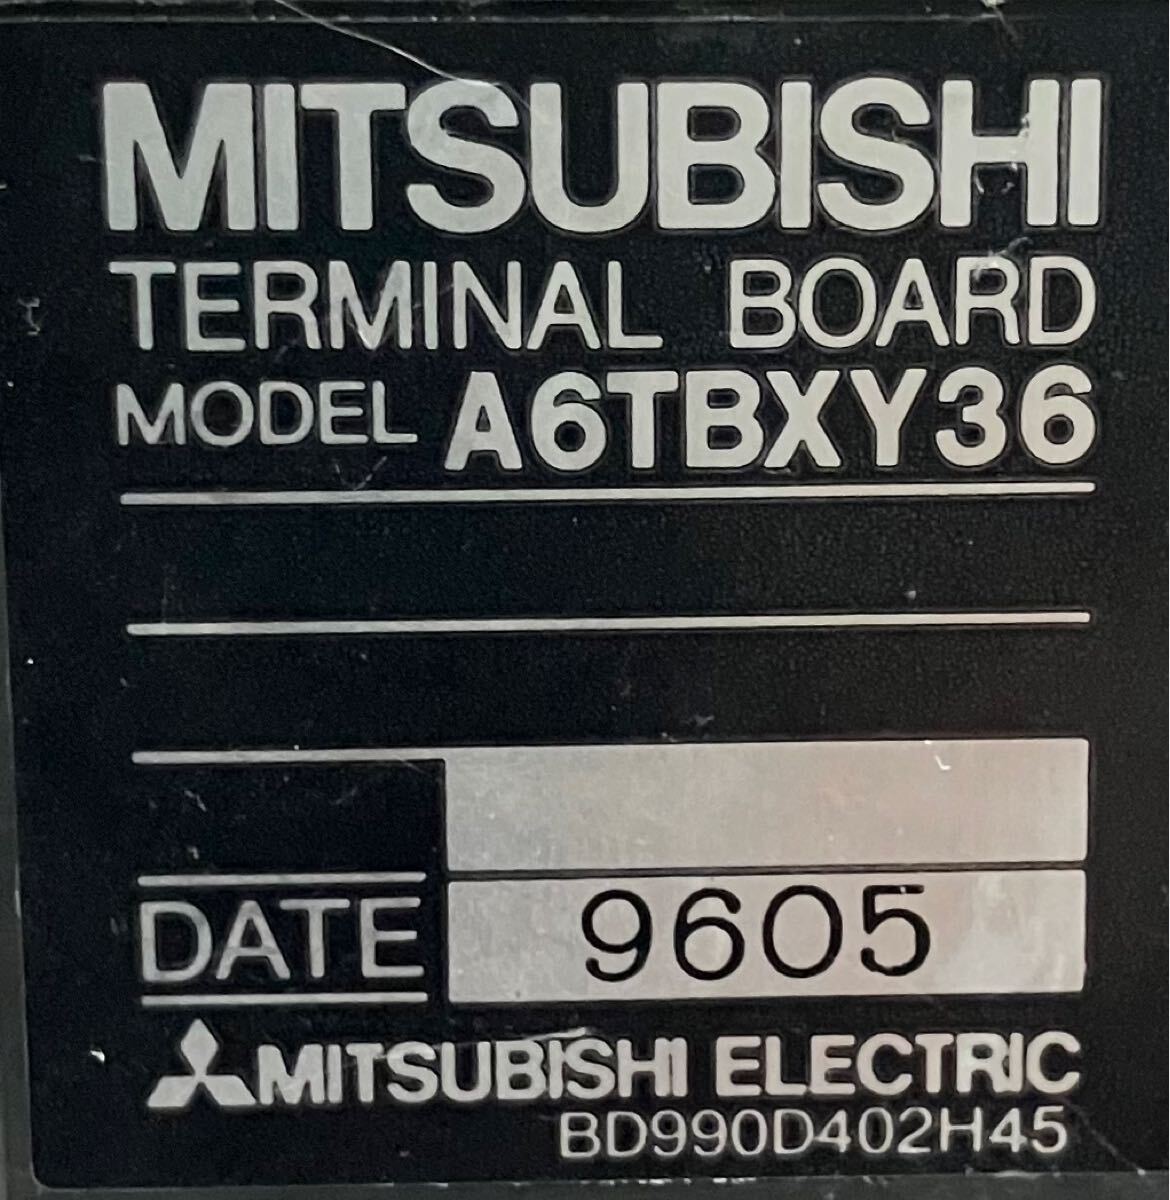 MITSUBISHI
TERMINAL BOARD
MODEL A6TBXY36
DATE 9605
MITSUBISHI ELECTRIC
BD990D402H45